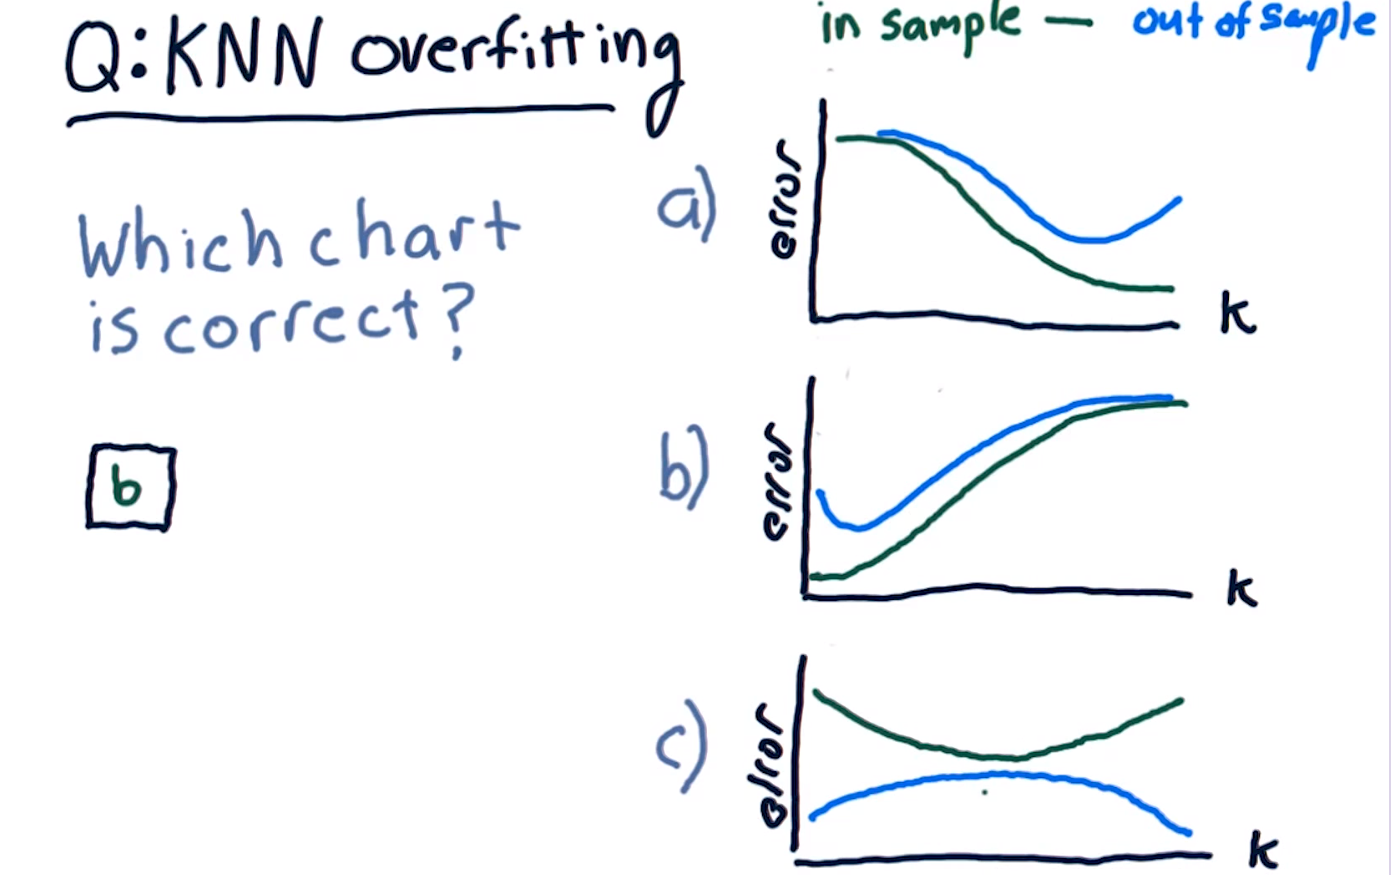 Q: KNN overfitting
in sample — out of sample
Which chart
is correct?
b
a)
error
k
b)
error
k
c)
error
k